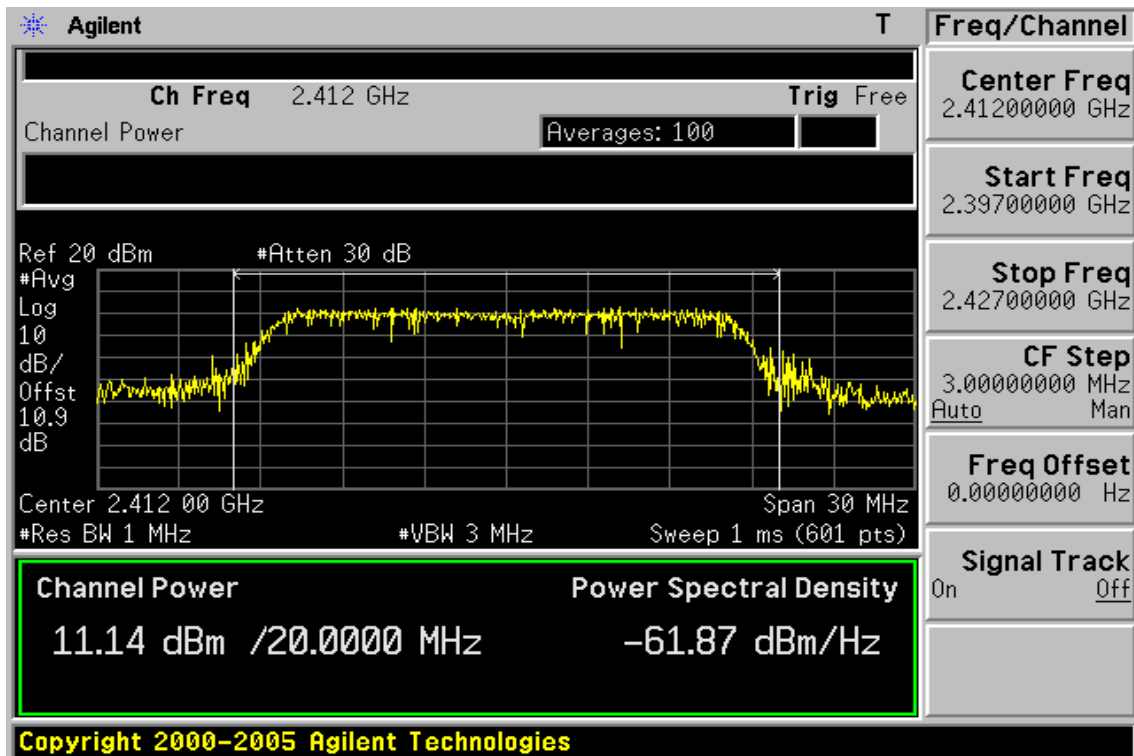 Agilent T Freq/Channel
Ch Freq 2.412 GHz Trig Free
Channel Power Averages: 100
Ref 20 dBm #Atten 30 dB
#Avg
Log
10
dB/
Offst
10.9
dB
Center 2.412 00 GHz Span 30 MHz
#Res BW 1 MHz #VBW 3 MHz Sweep 1 ms (601 pts)
Channel Power Power Spectral Density
11.14 dBm /20.0000 MHz -61.87 dBm/Hz
Center Freq
2.41200000 GHz
Start Freq
2.39700000 GHz
Stop Freq
2.42700000 GHz
CF Step
3.00000000 MHz
Auto Man
Freq Offset
0.00000000 Hz
Signal Track
On Off
Copyright 2000-2005 Agilent Technologies